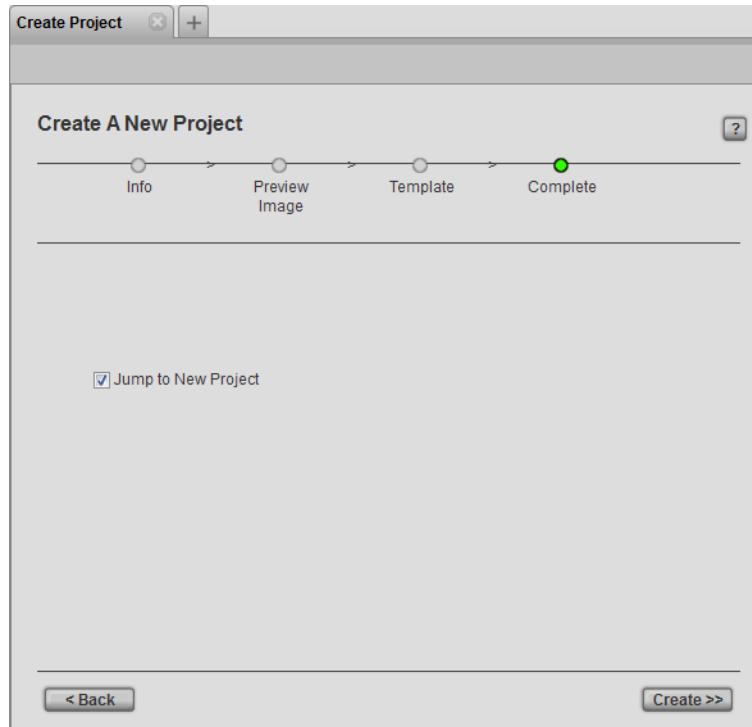 Create Project
Create A New Project
?
Info > Preview Image > Template > Complete
Jump to New Project
< Back
Create >>